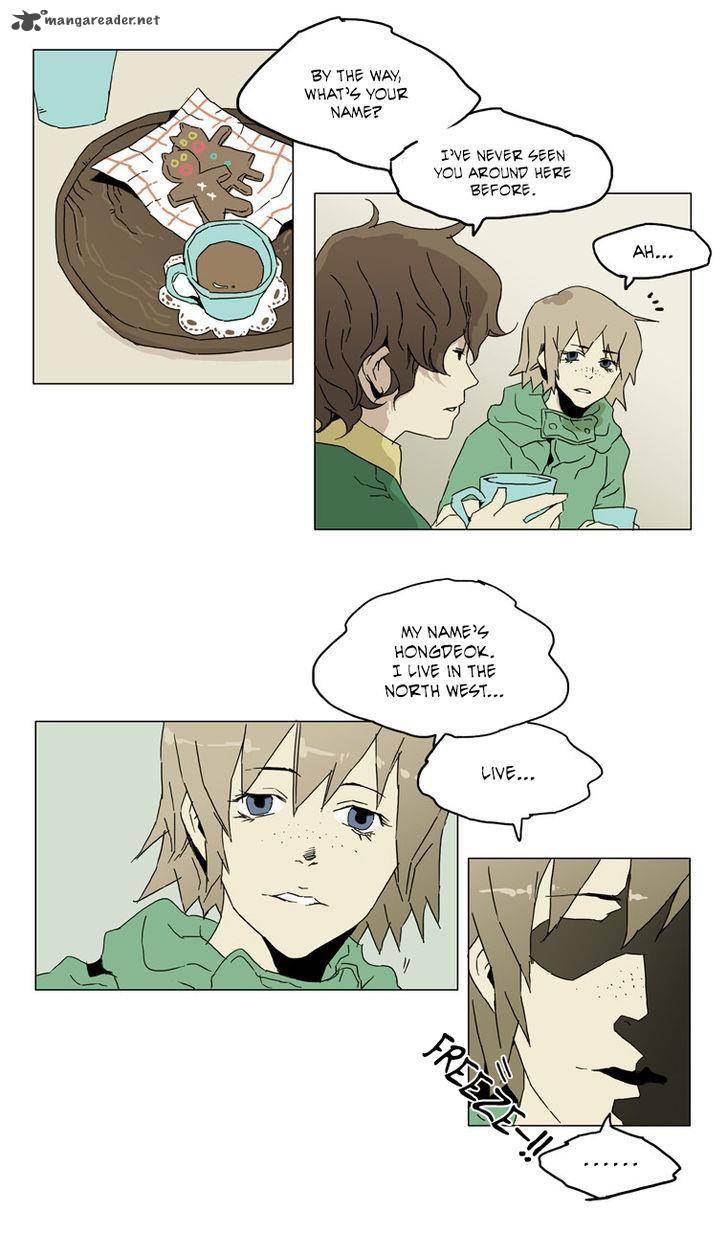 mangareader.net
BY THE WAY,
WHAT'S YOUR
NAME?
I'VE NEVER SEEN
YOU AROUND HERE
BEFORE.
AH...
MY NAME'S
HONGDEOK.
I LIVE IN THE
NORTH WEST...
LIVE...
FREEZE-!!
......